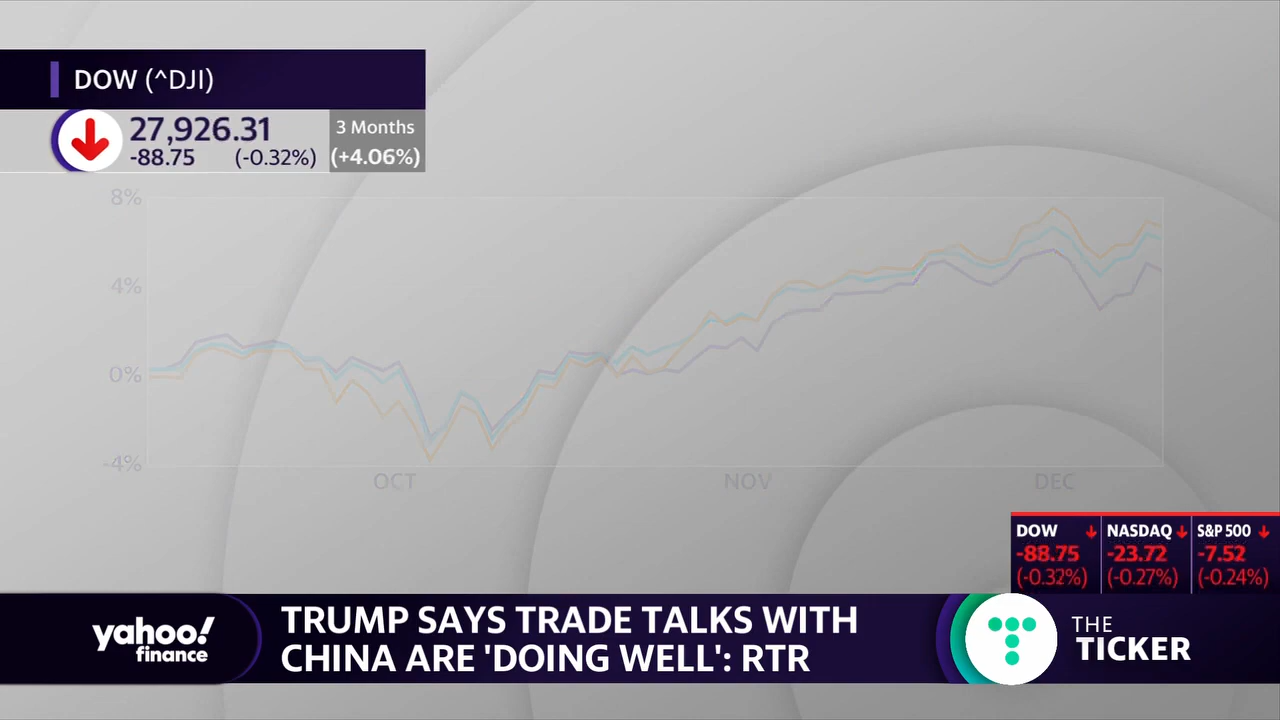 DOW (^DJI)
27,926.31
-88.75 (-0.32%)
3 Months
(+4.06%)
8%
4%
0%
-4%
OCT NOV DEC
DOW NASDAQ S&P 500
-88.75 -23.72 -7.52
(-0.32%) (-0.27%) (-0.24%)
yahoo!
finance
TRUMP SAYS TRADE TALKS WITH
CHINA ARE 'DOING WELL': RTR
THE
TICKER